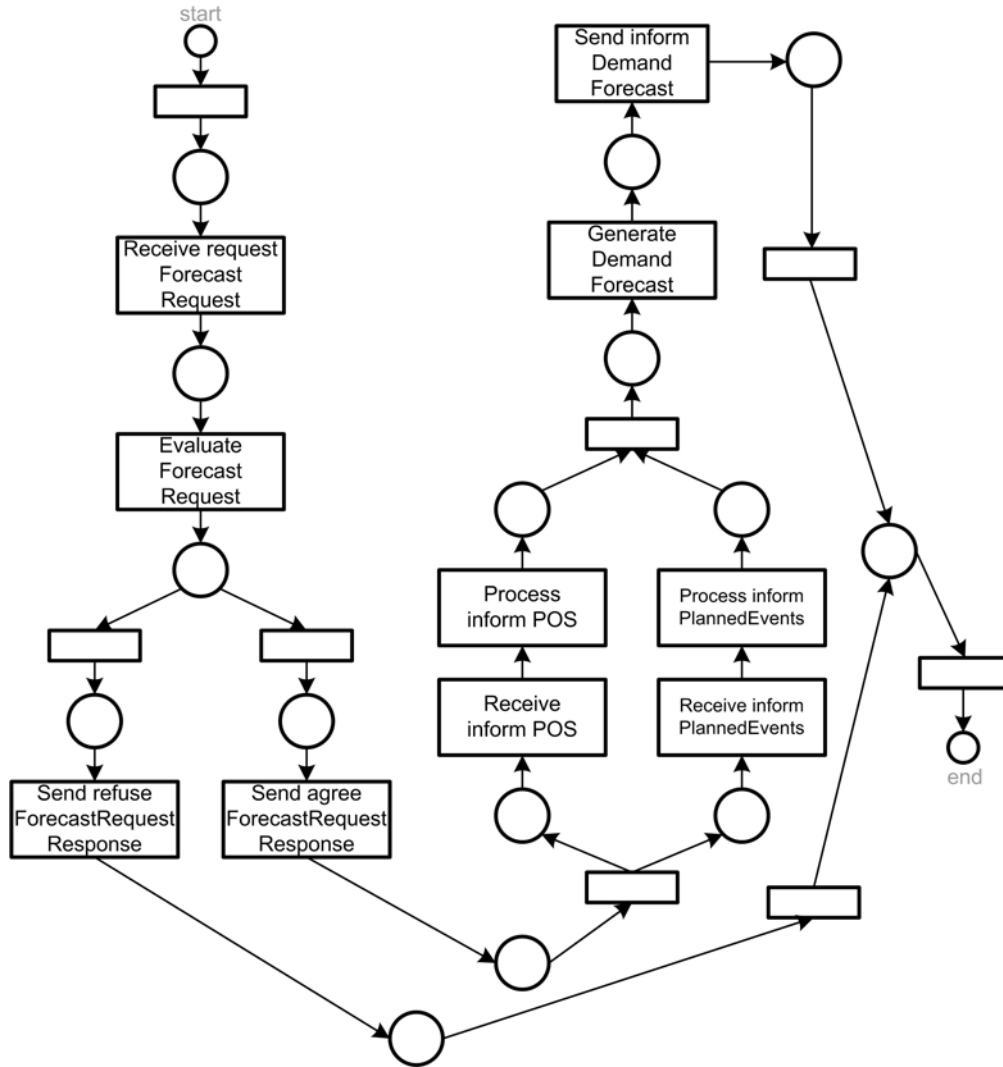 start
Receive request
Forecast
Request
Evaluate
Forecast
Request
Send refuse
ForecastRequest
Response
Send agree
ForecastRequest
Response
Send inform
Demand
Forecast
Generate
Demand
Forecast
Process
inform POS
Process inform
PlannedEvents
Receive
inform POS
Receive inform
PlannedEvents
end